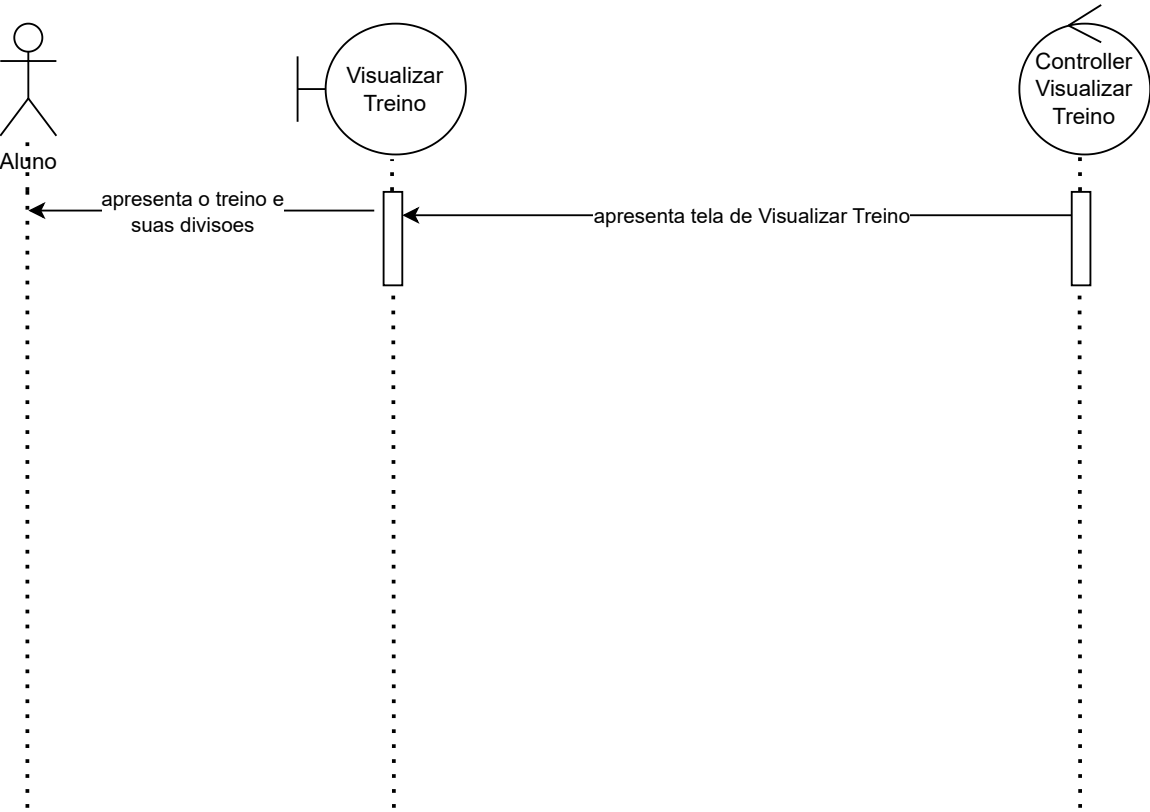 Visualizar
Treino
Controller
Visualizar
Treino
Aluno
apresenta o treino e
suas divisoes
apresenta tela de Visualizar Treino